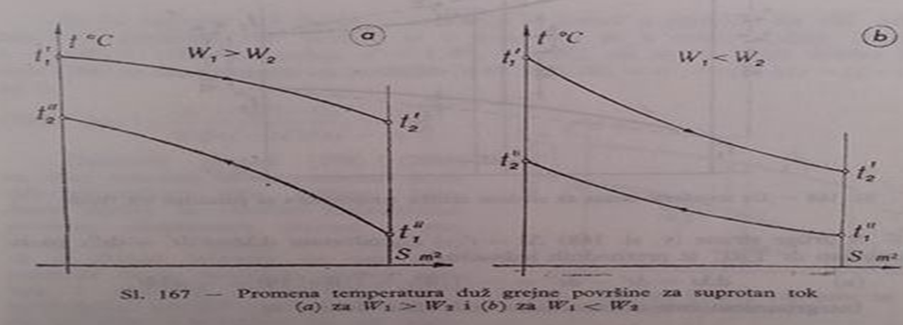 t °C
a
t °C
b
t₁′
W₁ > W₂
t₁′
W₁ < W₂
t₂″
t₂′
t₂″
t₂′
t₁″
t₁″
S m²
S m²
Sl. 167 — Promena temperatura duž grejne površine za suprotan tok
(a) za W₁ > W₂ i (b) za W₁ < W₂